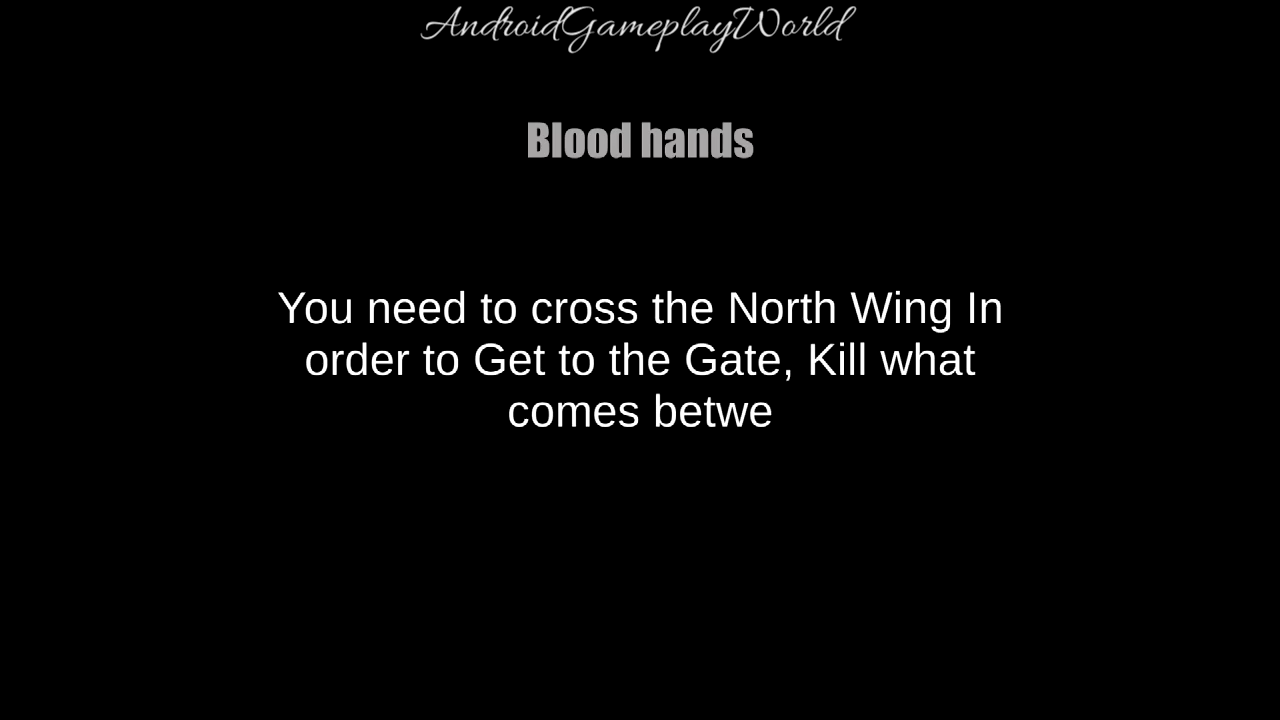 AndroidGameplayWorld
Blood hands
You need to cross the North Wing In
order to Get to the Gate, Kill what
comes betwe